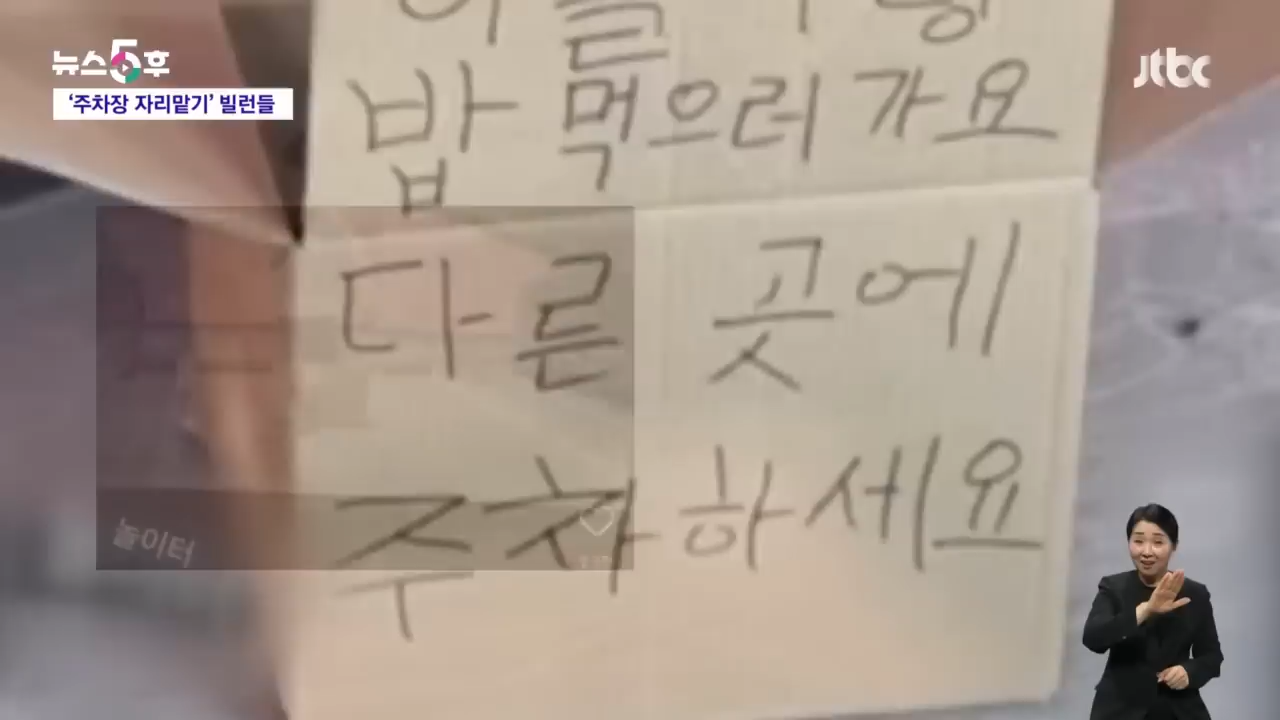 뉴스5후
jtbc
'주차장 자리맡기' 빌런들
밥 먹으러 가요
다른 곳에
주차하세요
놀이터